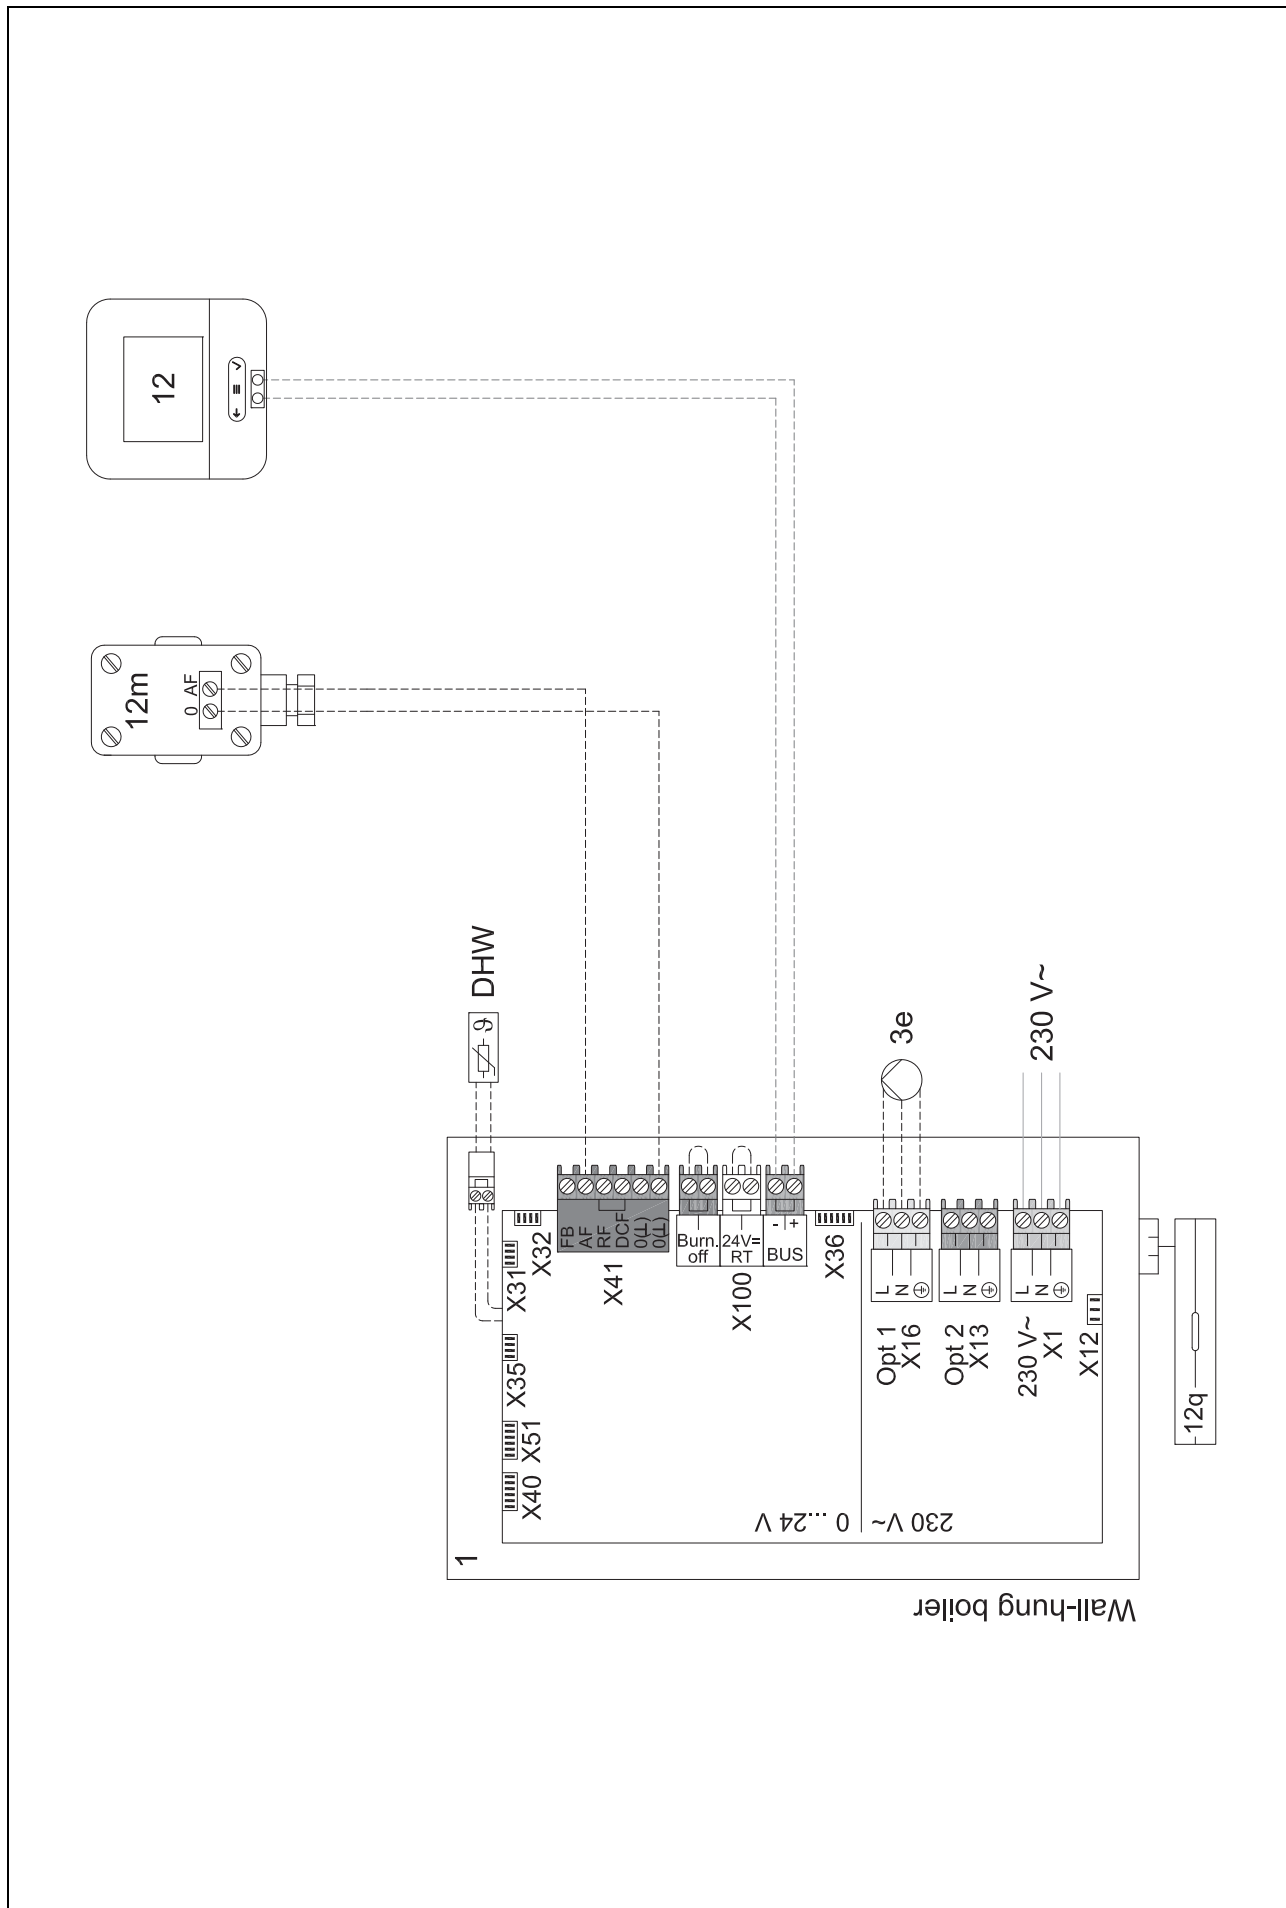 12
12m
0 AF
DHW
ϑ
3e
230 V~
X32
X31
X35
X51
X40
FB
AF
RF
DCF
0(⊥)
0(⊥)
X41
Burn.
off
24V=
RT
X100
- +
BUS
X36
L
N
Opt 1
X16
L
N
Opt 2
X13
L
N
230 V~
X1
X12
12q
1
0 ...24 V
230 V~
Wall-hung boiler